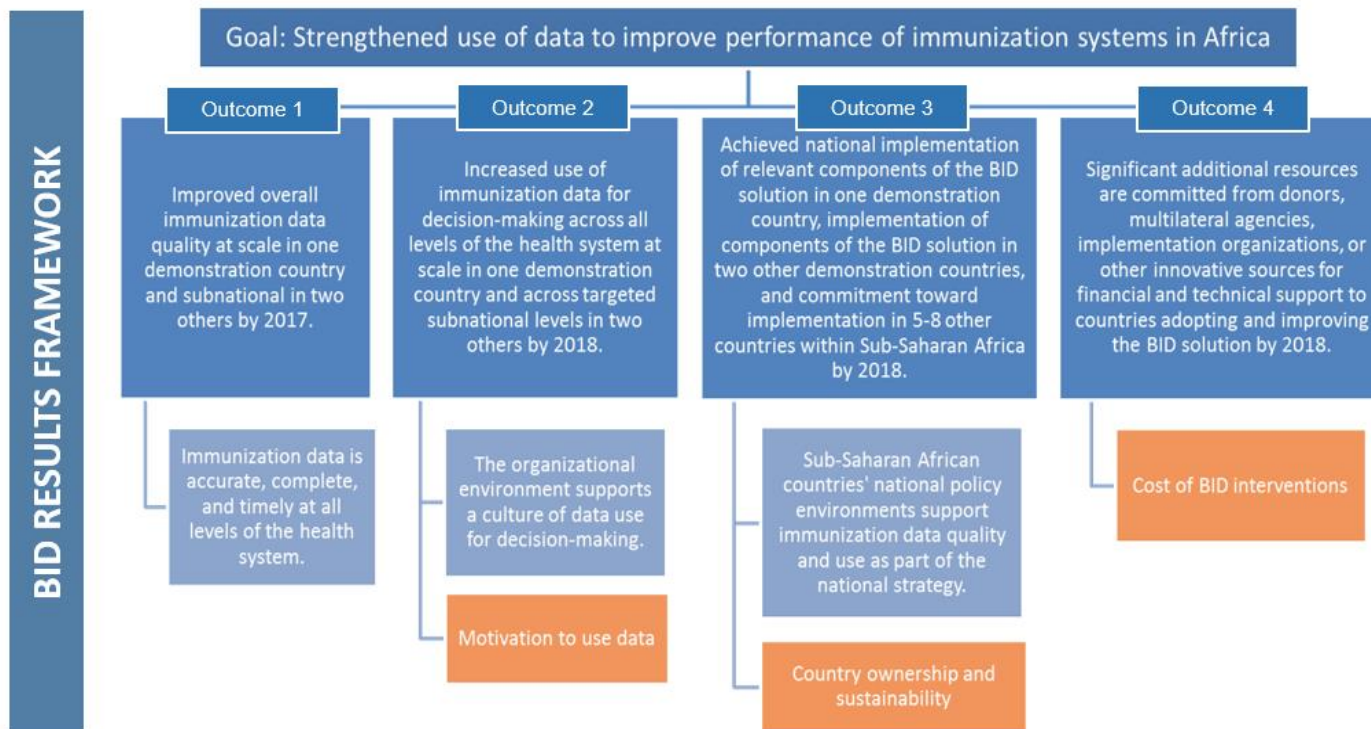 BID RESULTS FRAMEWORK
Goal: Strengthened use of data to improve performance of immunization systems in Africa
Outcome 1
Improved overall
immunization data
quality at scale in one
demonstration country
and subnational in two
others by 2017.
Immunization data is
accurate, complete,
and timely at all
levels of the health
system.
Outcome 2
Increased use of
immunization data for
decision-making across all
levels of the health system at
scale in one demonstration
country and across targeted
subnational levels in two
others by 2018.
The organizational
environment supports
a culture of data use
for decision-making.
Motivation to use data
Outcome 3
Achieved national implementation
of relevant components of the BID
solution in one demonstration
country, implementation of
components of the BID solution in
two other demonstration countries,
and commitment toward
implementation in 5-8 other
countries within Sub-Saharan Africa
by 2018.
Sub-Saharan African
countries' national policy
environments support
immunization data quality
and use as part of the
national strategy.
Country ownership and
sustainability
Outcome 4
Significant additional resources
are committed from donors,
multilateral agencies,
implementation organizations, or
other innovative sources for
financial and technical support to
countries adopting and improving
the BID solution by 2018.
Cost of BID interventions